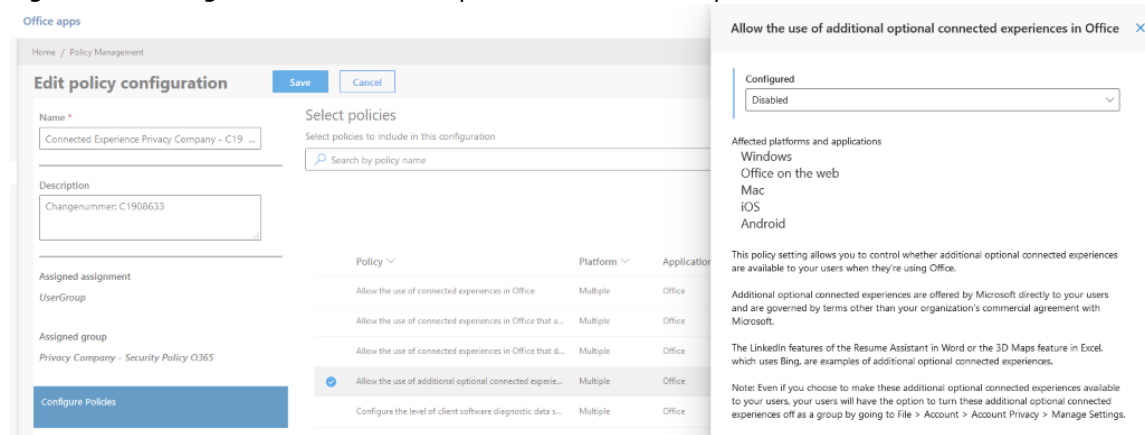 Office apps
Home / Policy Management
Edit policy configuration
Save
Cancel
Name *
Connected Experience Privacy Company - C19 ...
Description
Changenummer: C1908633
Assigned assignment
UserGroup
Assigned group
Privacy Company - Security Policy O365
Configure Policies
Select policies
Select policies to include in this configuration
Search by policy name
Policy
Platform
Application
Allow the use of connected experiences in Office
Multiple
Office
Allow the use of connected experiences in Office that a...
Multiple
Office
Allow the use of connected experiences in Office that d...
Multiple
Office
Allow the use of additional optional connected experie...
Multiple
Office
Configure the level of client software diagnostic data s...
Multiple
Office
Allow the use of additional optional connected experiences in Office
Configured
Disabled
Affected platforms and applications
Windows
Office on the web
Mac
iOS
Android
This policy setting allows you to control whether additional optional connected experiences
are available to your users when they're using Office.
Additional optional connected experiences are offered by Microsoft directly to your users
and are governed by terms other than your organization's commercial agreement with
Microsoft.
The LinkedIn features of the Resume Assistant in Word or the 3D Maps feature in Excel,
which uses Bing, are examples of additional optional connected experiences.
Note: Even if you choose to make these additional optional connected experiences available
to your users, your users will have the option to turn these additional optional connected
experiences off as a group by going to File > Account > Account Privacy > Manage Settings.